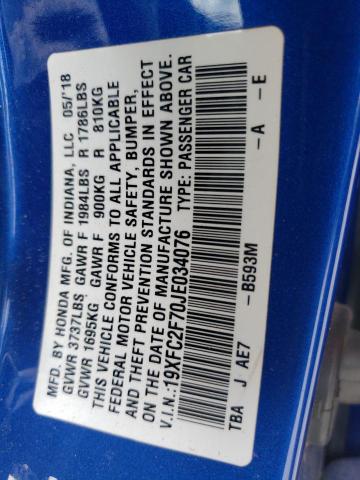 MFD. BY HONDA MFG. OF INDIANA, LLC 05/'18
GVWR 3737LBS GAWR F 1984LBS R 1786LBS
GVWR 1695KG GAWR F 900KG R 810KG
THIS VEHICLE CONFORMS TO ALL APPLICABLE
FEDERAL MOTOR VEHICLE SAFETY, BUMPER,
AND THEFT PREVENTION STANDARDS IN EFFECT
ON THE DATE OF MANUFACTURE SHOWN ABOVE.
V.I.N.:19XFC2F70JE034076 TYPE: PASSENGER CAR
TBA J AE7 -B593M -A -E